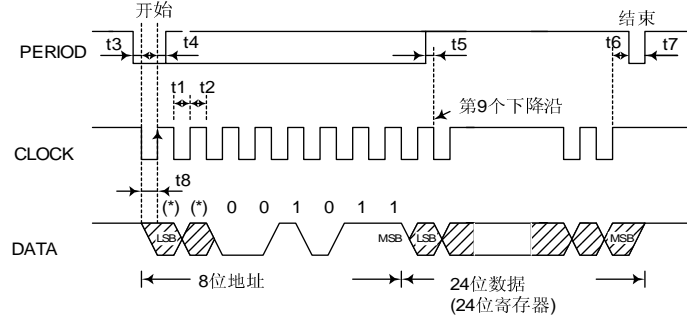 开始
结束
PERIOD
t3
t4
t5
t6
t7
t1
t2
第9个下降沿
CLOCK
t8
(*) (*) 0 0 1 0 1 1
DATA
LSB
MSB
LSB
MSB
8位地址
24位数据
(24位寄存器)